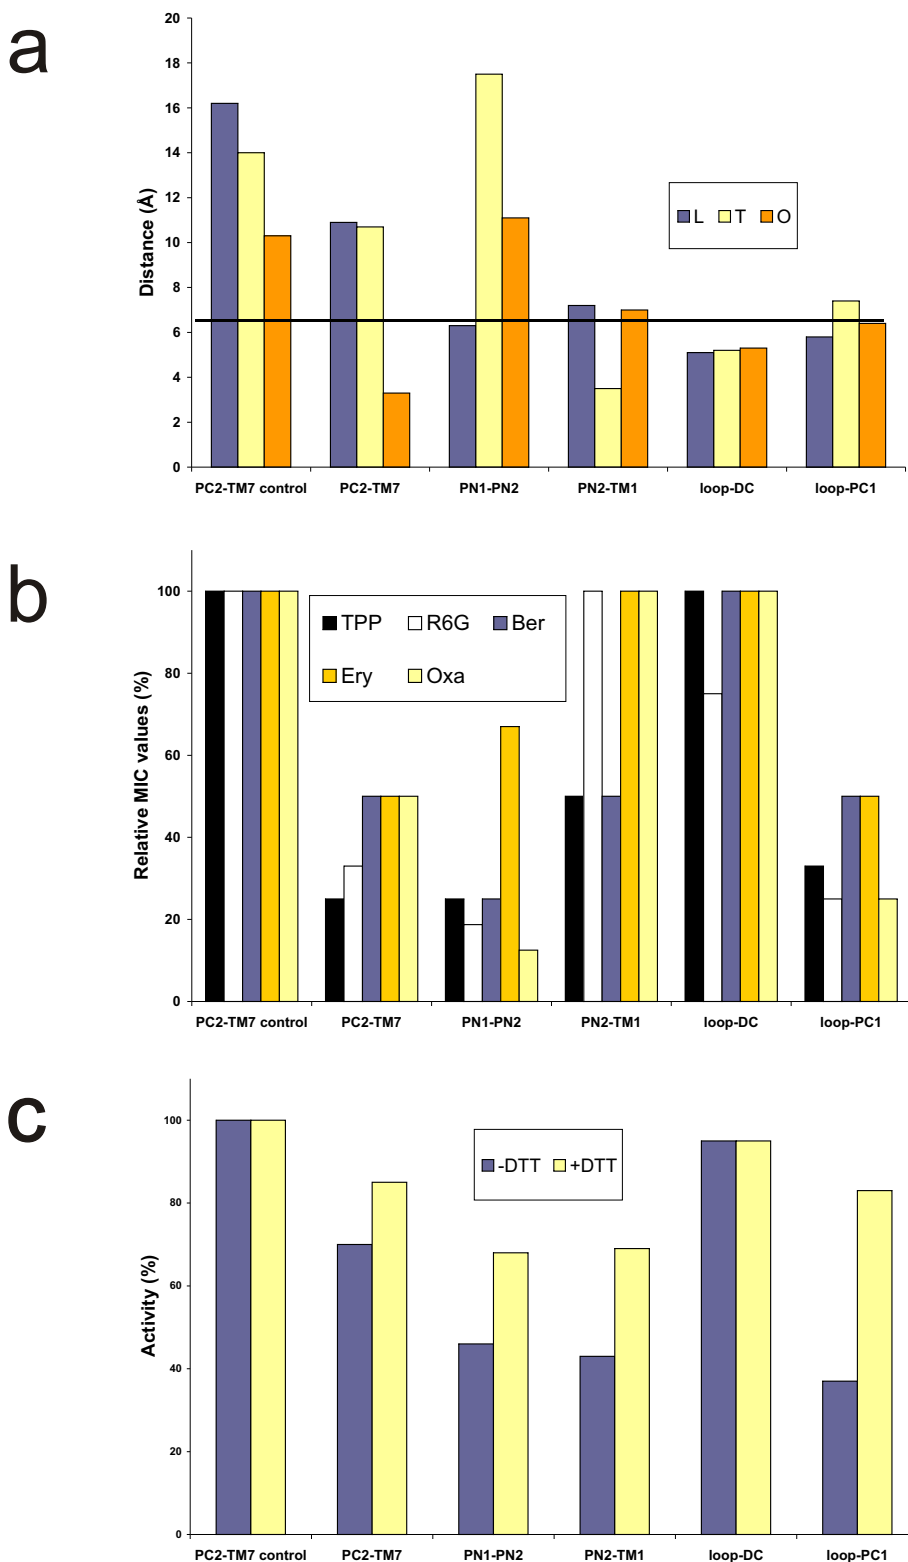 a
20
18
16
14
12
10
8
6
4
2
0
Distance (Å)
L T O
PC2-TM7 control PC2-TM7 PN1-PN2 PN2-TM1 loop-DC loop-PC1
b
100
80
60
40
20
0
Relative MIC values (%)
TPP R6G Ber
Ery Oxa
PC2-TM7 control PC2-TM7 PN1-PN2 PN2-TM1 loop-DC loop-PC1
c
100
80
60
40
20
0
Activity (%)
-DTT +DTT
PC2-TM7 control PC2-TM7 PN1-PN2 PN2-TM1 loop-DC loop-PC1